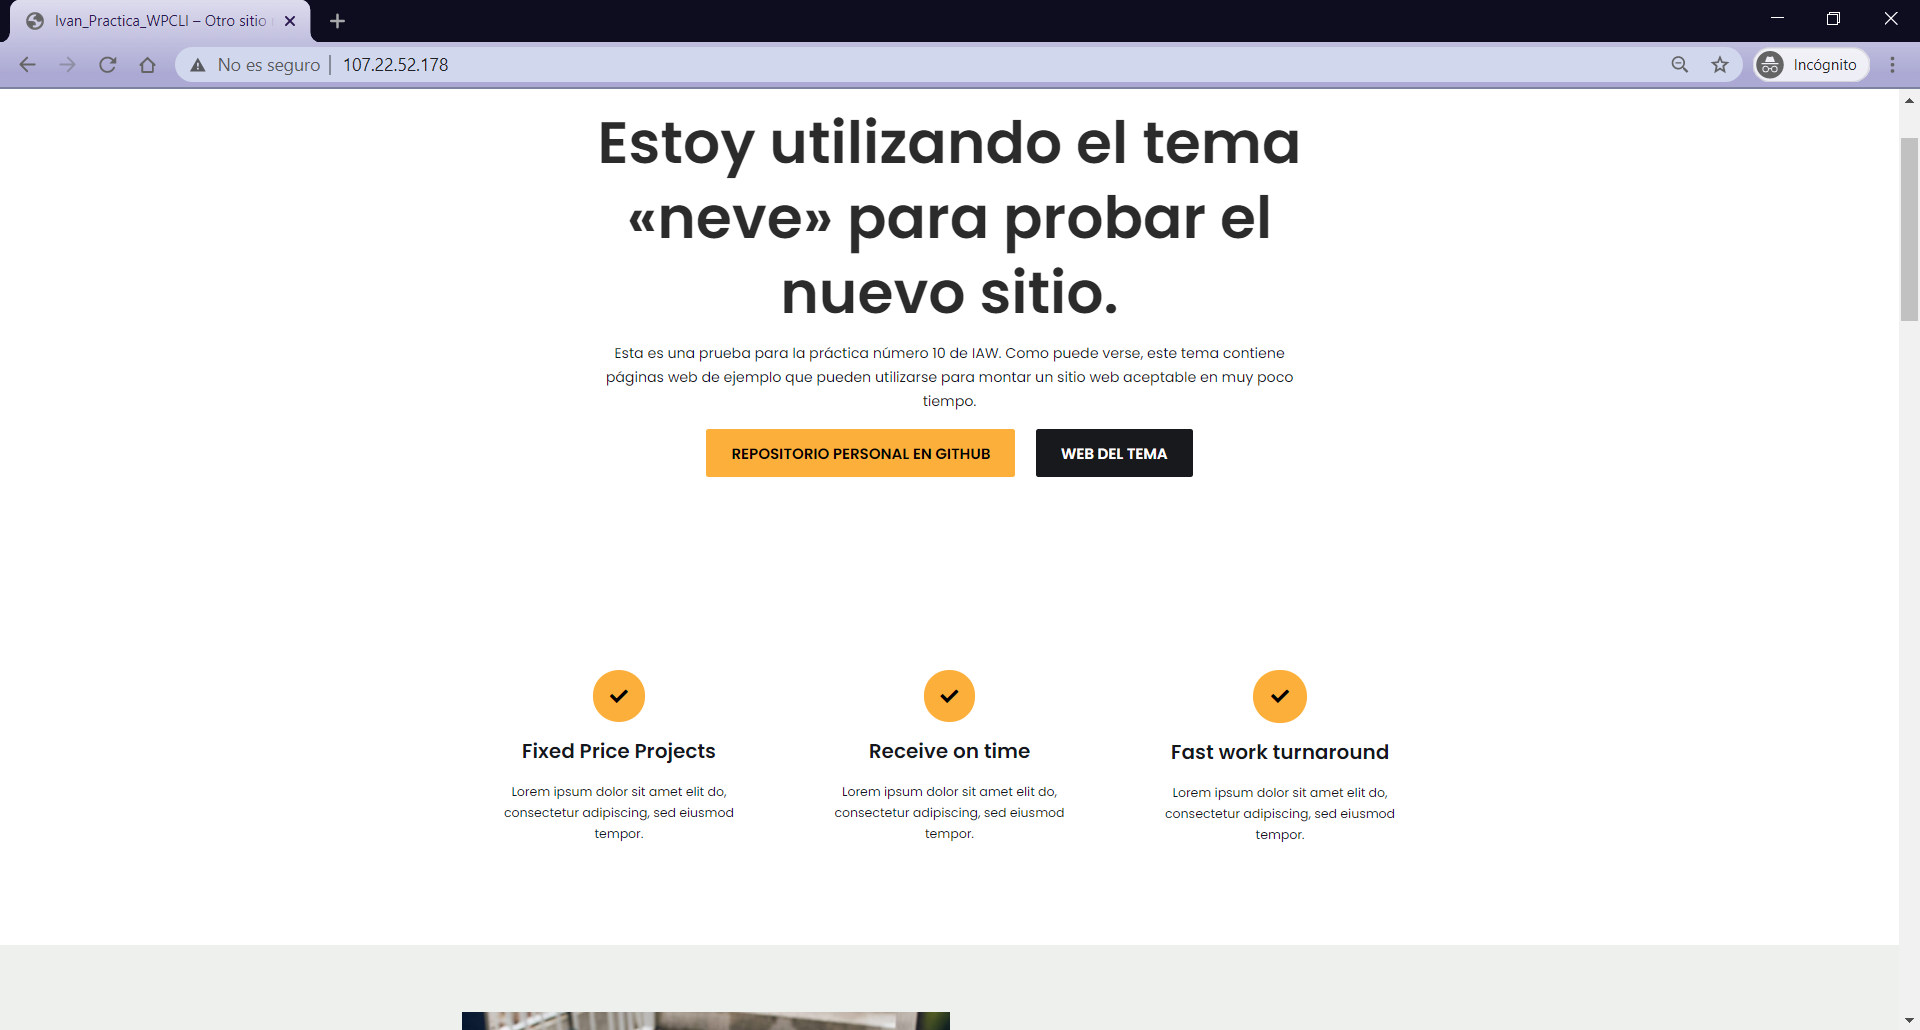 Ivan_Practica_WPCLI – Otro sitio
No es seguro
107.22.52.178
Incógnito
Estoy utilizando el tema
«neve» para probar el
nuevo sitio.
Esta es una prueba para la práctica número 10 de IAW. Como puede verse, este tema contiene
páginas web de ejemplo que pueden utilizarse para montar un sitio web aceptable en muy poco
tiempo.
REPOSITORIO PERSONAL EN GITHUB
WEB DEL TEMA
Fixed Price Projects
Lorem ipsum dolor sit amet elit do,
consectetur adipiscing, sed eiusmod
tempor.
Receive on time
Lorem ipsum dolor sit amet elit do,
consectetur adipiscing, sed eiusmod
tempor.
Fast work turnaround
Lorem ipsum dolor sit amet elit do,
consectetur adipiscing, sed eiusmod
tempor.